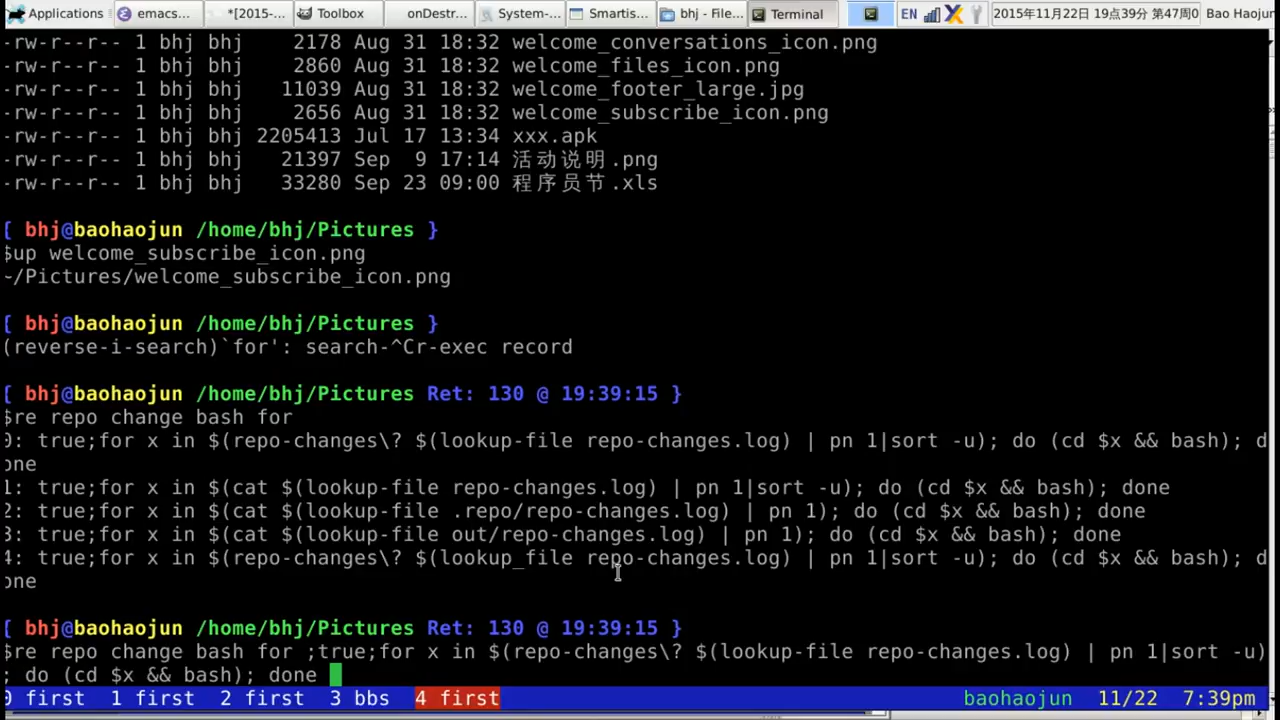 Applications emacs... *[2015-... Toolbox onDestr... System-... Smartis... bhj - File... Terminal EN 2015年11月22日 19点39分 第47周0 Bao Haojun
-rw-r--r-- 1 bhj bhj 2178 Aug 31 18:32 welcome_conversations_icon.png
-rw-r--r-- 1 bhj bhj 2860 Aug 31 18:32 welcome_files_icon.png
-rw-r--r-- 1 bhj bhj 11039 Aug 31 18:32 welcome_footer_large.jpg
-rw-r--r-- 1 bhj bhj 2656 Aug 31 18:32 welcome_subscribe_icon.png
-rw-r--r-- 1 bhj bhj 2205413 Jul 17 13:34 xxx.apk
-rw-r--r-- 1 bhj bhj 21397 Sep 9 17:14 活动说明.png
-rw-r--r-- 1 bhj bhj 33280 Sep 23 09:00 程序员节.xls
[ bhj@baohaojun /home/bhj/Pictures }
$up welcome_subscribe_icon.png
~/Pictures/welcome_subscribe_icon.png
[ bhj@baohaojun /home/bhj/Pictures }
(reverse-i-search)`for': search-^Cr-exec record
[ bhj@baohaojun /home/bhj/Pictures Ret: 130 @ 19:39:15 }
$re repo change bash for
0: true;for x in $(repo-changes\? $(lookup-file repo-changes.log) | pn 1|sort -u); do (cd $x && bash); d
one
1: true;for x in $(cat $(lookup-file repo-changes.log) | pn 1|sort -u); do (cd $x && bash); done
2: true;for x in $(cat $(lookup-file .repo/repo-changes.log) | pn 1); do (cd $x && bash); done
3: true;for x in $(cat $(lookup-file out/repo-changes.log) | pn 1); do (cd $x && bash); done
4: true;for x in $(repo-changes\? $(lookup_file repo-changes.log) | pn 1|sort -u); do (cd $x && bash); d
one
[ bhj@baohaojun /home/bhj/Pictures Ret: 130 @ 19:39:15 }
$re repo change bash for ;true;for x in $(repo-changes\? $(lookup-file repo-changes.log) | pn 1|sort -u)
; do (cd $x && bash); done
0 first 1 first 2 first 3 bbs 4 first baohaojun 11/22 7:39pm